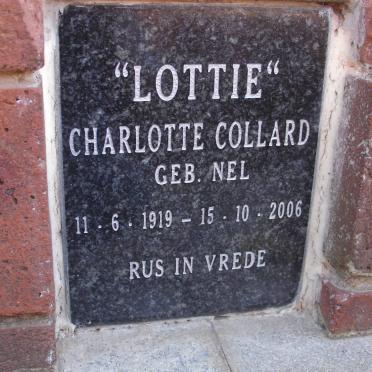 “LOTTIE“
CHARLOTTE COLLARD
GEB. NEL
11 · 6 · 1919 – 15 · 10 · 2006
RUS IN VREDE